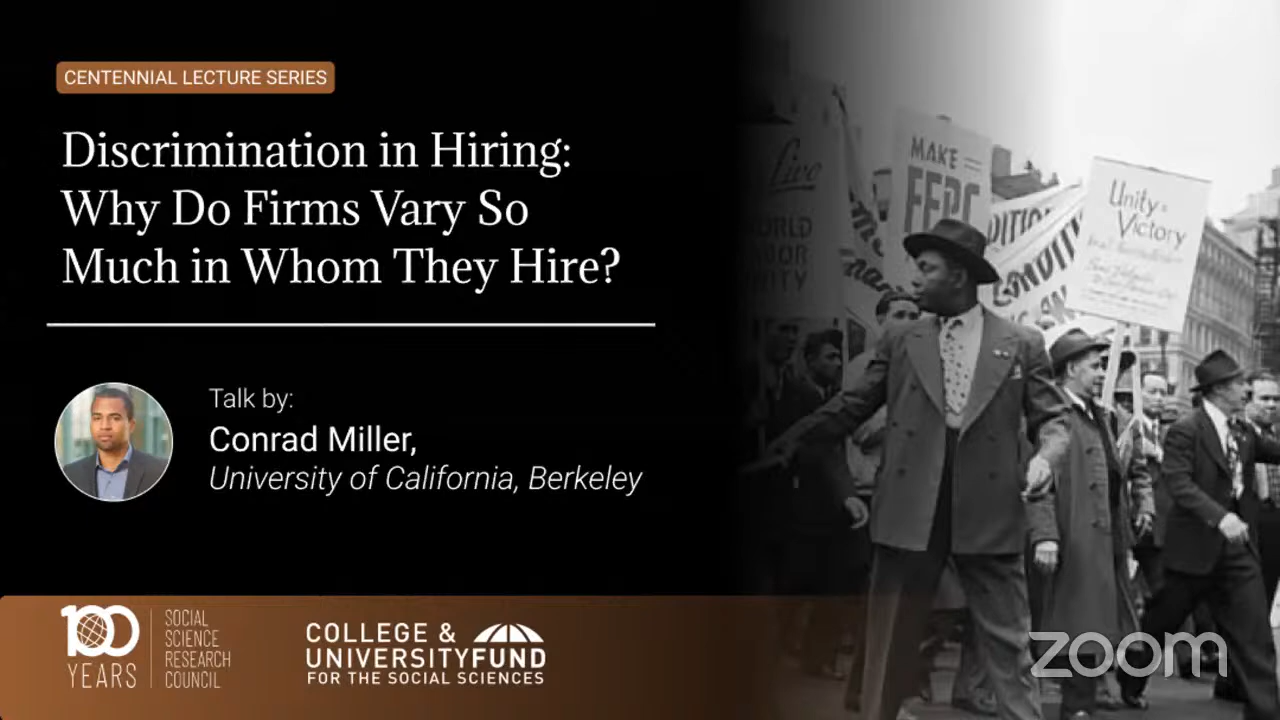 CENTENNIAL LECTURE SERIES
Discrimination in Hiring:
Why Do Firms Vary So
Much in Whom They Hire?
Talk by:
Conrad Miller,
University of California, Berkeley
100
YEARS
SOCIAL
SCIENCE
RESEARCH
COUNCIL
COLLEGE &
UNIVERSITYFUND
FOR THE SOCIAL SCIENCES
live
MAKE
FEPC
Unity =
Victory
zoom